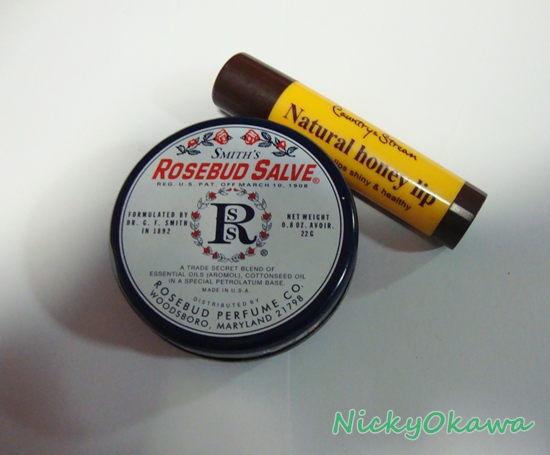 SMITH'S
ROSEBUD SALVE®
REG. U.S. PAT. OFF MARCH 10, 1908
FORMULATED BY
DR. G. F. SMITH
IN 1892
RSS
®
NET WEIGHT
0.8 OZ. AVOIR.
22G
A TRADE SECRET BLEND OF
ESSENTIAL OILS (AROMOL), COTTONSEED OIL
IN A SPECIAL PETROLATUM BASE.
MADE IN U.S.A.
DISTRIBUTED BY
ROSEBUD PERFUME CO.
WOODSBORO, MARYLAND 21798
Country & Stream
Natural honey lip
lips shiny & healthy
NickyOkawa